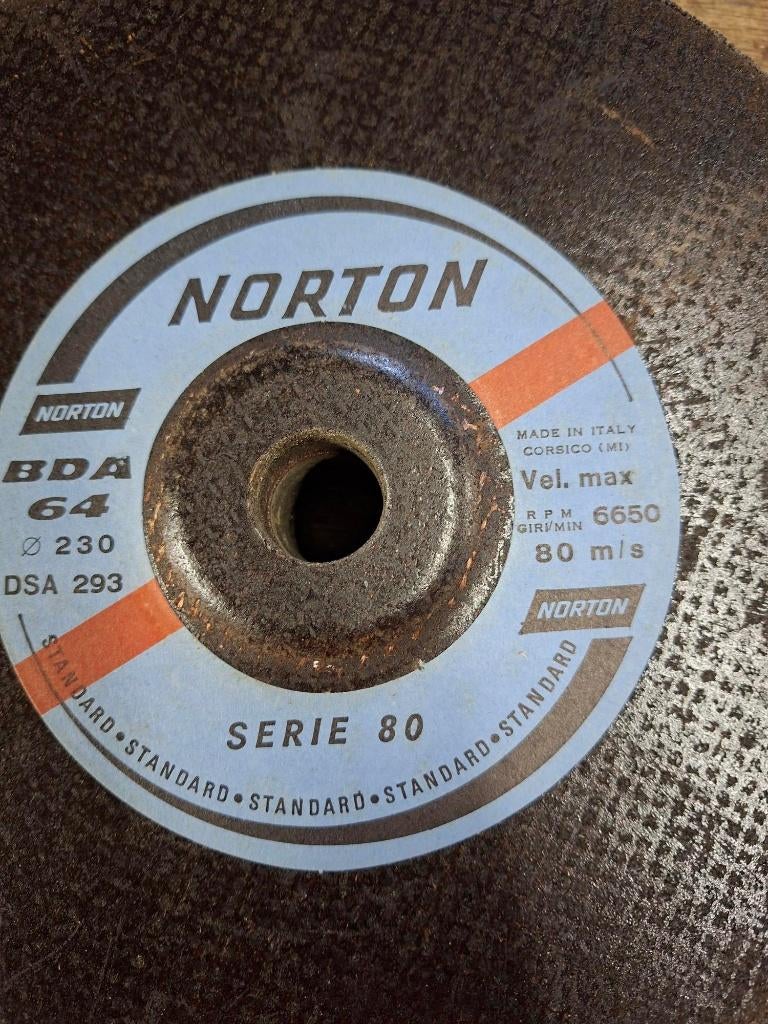 NORTON
NORTON
BDA
64
Ø 230
DSA 293
MADE IN ITALY
CORSICO (MI)
Vel. max
RPM
GIRI/MIN 6650
80 m/s
NORTON
SERIE 80
STANDARD•STANDARD•STANDARD•STANDARD•STANDARD